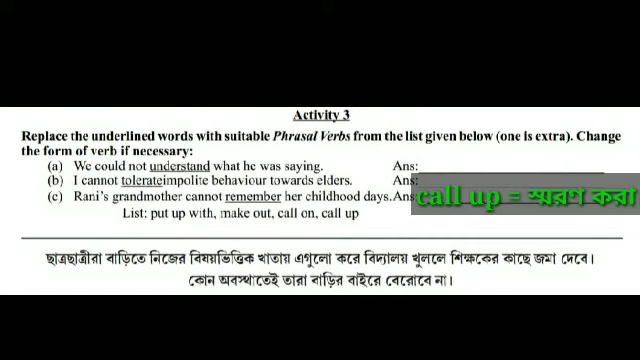 Activity 3
Replace the underlined words with suitable Phrasal Verbs from the list given below (one is extra). Change
the form of verb if necessary:
(a) We could not understand what he was saying. Ans:
(b) I cannot tolerateimpolite behaviour towards elders. Ans:
(c) Rani's grandmother cannot remember her childhood days.Ans:
call up = স্মরণ করা
List: put up with, make out, call on, call up
ছাত্রছাত্রীরা বাড়িতে নিজের বিষয়ভিত্তিক খাতায় এগুলো করে বিদ্যালয় খুললে শিক্ষকের কাছে জমা দেবে।
কোন অবস্থাতেই তারা বাড়ির বাইরে বেরোবে না।